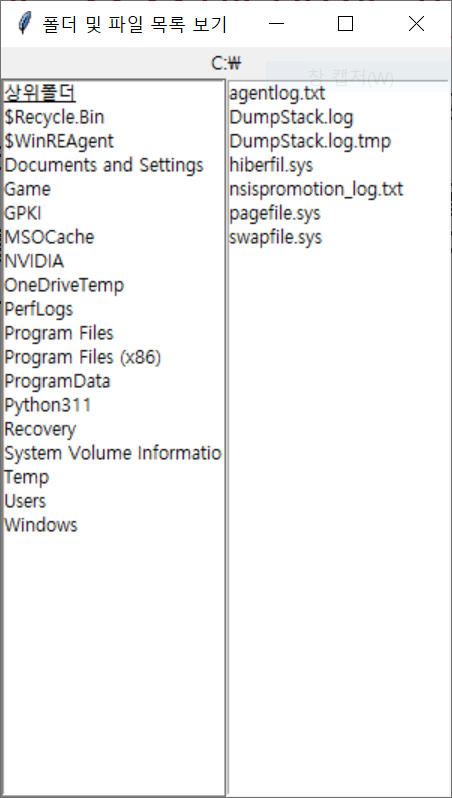 폴더 및 파일 목록 보기
창 캡처(W)
C:\
상위폴더
$Recycle.Bin
$WinREAgent
Documents and Settings
Game
GPKI
MSOCache
NVIDIA
OneDriveTemp
PerfLogs
Program Files
Program Files (x86)
ProgramData
Python311
Recovery
System Volume Informatio
Temp
Users
Windows
agentlog.txt
DumpStack.log
DumpStack.log.tmp
hiberfil.sys
nsispromotion_log.txt
pagefile.sys
swapfile.sys